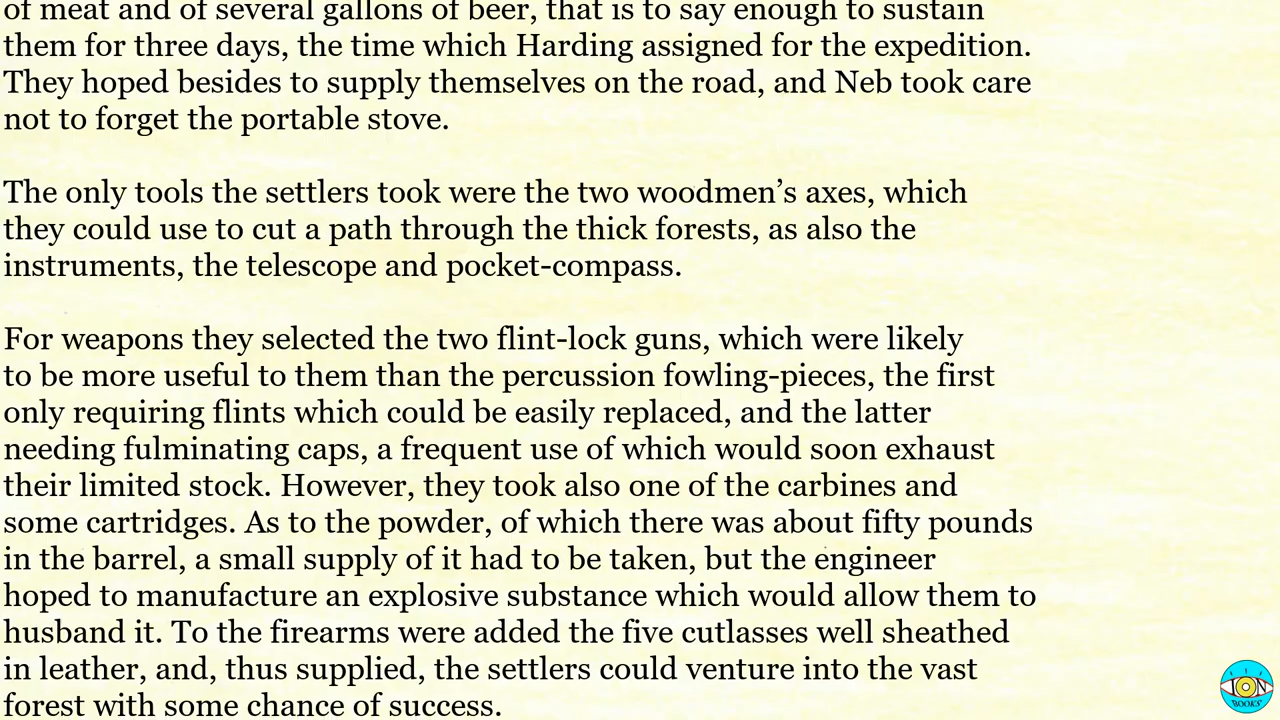 of meat and of several gallons of beer, that is to say enough to sustain
them for three days, the time which Harding assigned for the expedition.
They hoped besides to supply themselves on the road, and Neb took care
not to forget the portable stove.
The only tools the settlers took were the two woodmen’s axes, which
they could use to cut a path through the thick forests, as also the
instruments, the telescope and pocket-compass.
For weapons they selected the two flint-lock guns, which were likely
to be more useful to them than the percussion fowling-pieces, the first
only requiring flints which could be easily replaced, and the latter
needing fulminating caps, a frequent use of which would soon exhaust
their limited stock. However, they took also one of the carbines and
some cartridges. As to the powder, of which there was about fifty pounds
in the barrel, a small supply of it had to be taken, but the engineer
hoped to manufacture an explosive substance which would allow them to
husband it. To the firearms were added the five cutlasses well sheathed
in leather, and, thus supplied, the settlers could venture into the vast
forest with some chance of success.
ION
BOOKS